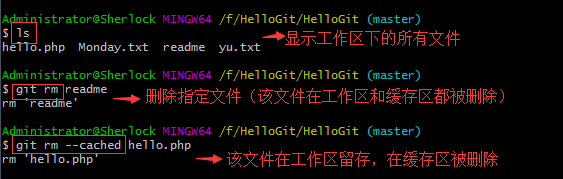 Administrator@Sherlock MINGW64 /f/HelloGit/HelloGit (master)
$ ls
hello.php Monday.txt readme yu.txt
显示工作区下的所有文件
Administrator@Sherlock MINGW64 /f/HelloGit/HelloGit (master)
$ git rm readme
rm 'readme'
删除指定文件（该文件在工作区和缓存区都被删除）
Administrator@Sherlock MINGW64 /f/HelloGit/HelloGit (master)
$ git rm --cached hello.php
rm 'hello.php'
该文件在工作区留存，在缓存区被删除